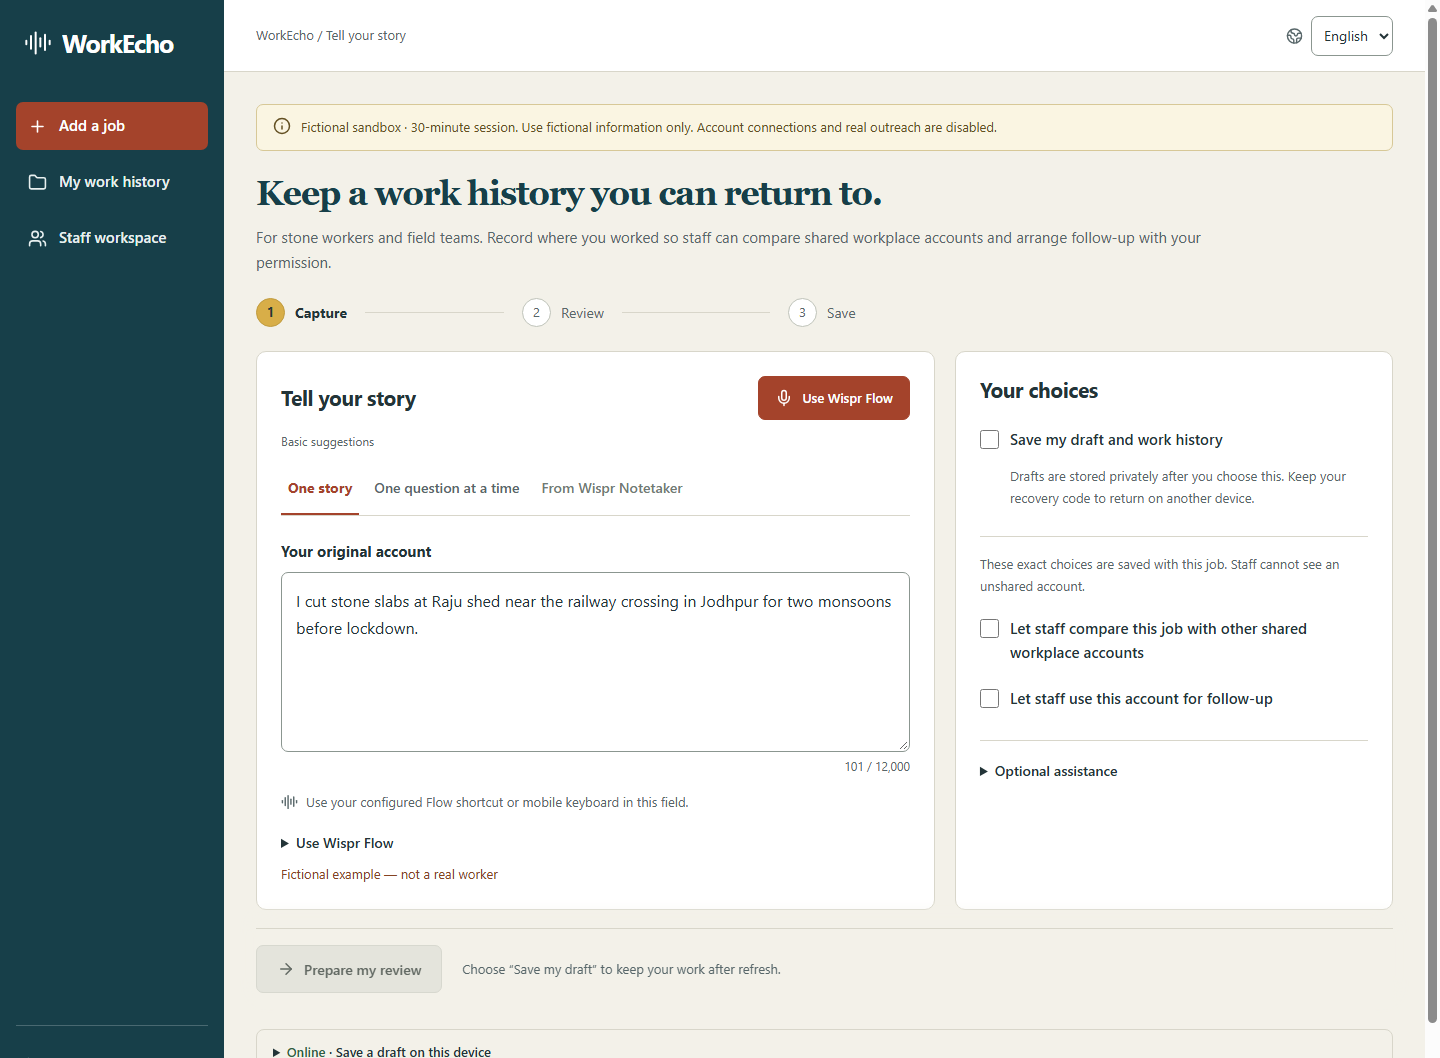 WorkEcho
Add a job
My work history
Staff workspace
WorkEcho / Tell your story
English
Fictional sandbox · 30-minute session. Use fictional information only. Account connections and real outreach are disabled.
Keep a work history you can return to.
For stone workers and field teams. Record where you worked so staff can compare shared workplace accounts and arrange follow-up with your
permission.
1 Capture
2 Review
3 Save
Tell your story
Use Wispr Flow
Basic suggestions
One story
One question at a time
From Wispr Notetaker
Your original account
I cut stone slabs at Raju shed near the railway crossing in Jodhpur for two monsoons
before lockdown.
101 / 12,000
Use your configured Flow shortcut or mobile keyboard in this field.
Use Wispr Flow
Fictional example — not a real worker
Your choices
Save my draft and work history
Drafts are stored privately after you choose this. Keep your
recovery code to return on another device.
These exact choices are saved with this job. Staff cannot see an
unshared account.
Let staff compare this job with other shared
workplace accounts
Let staff use this account for follow-up
Optional assistance
Prepare my review
Choose “Save my draft” to keep your work after refresh.
Online · Save a draft on this device